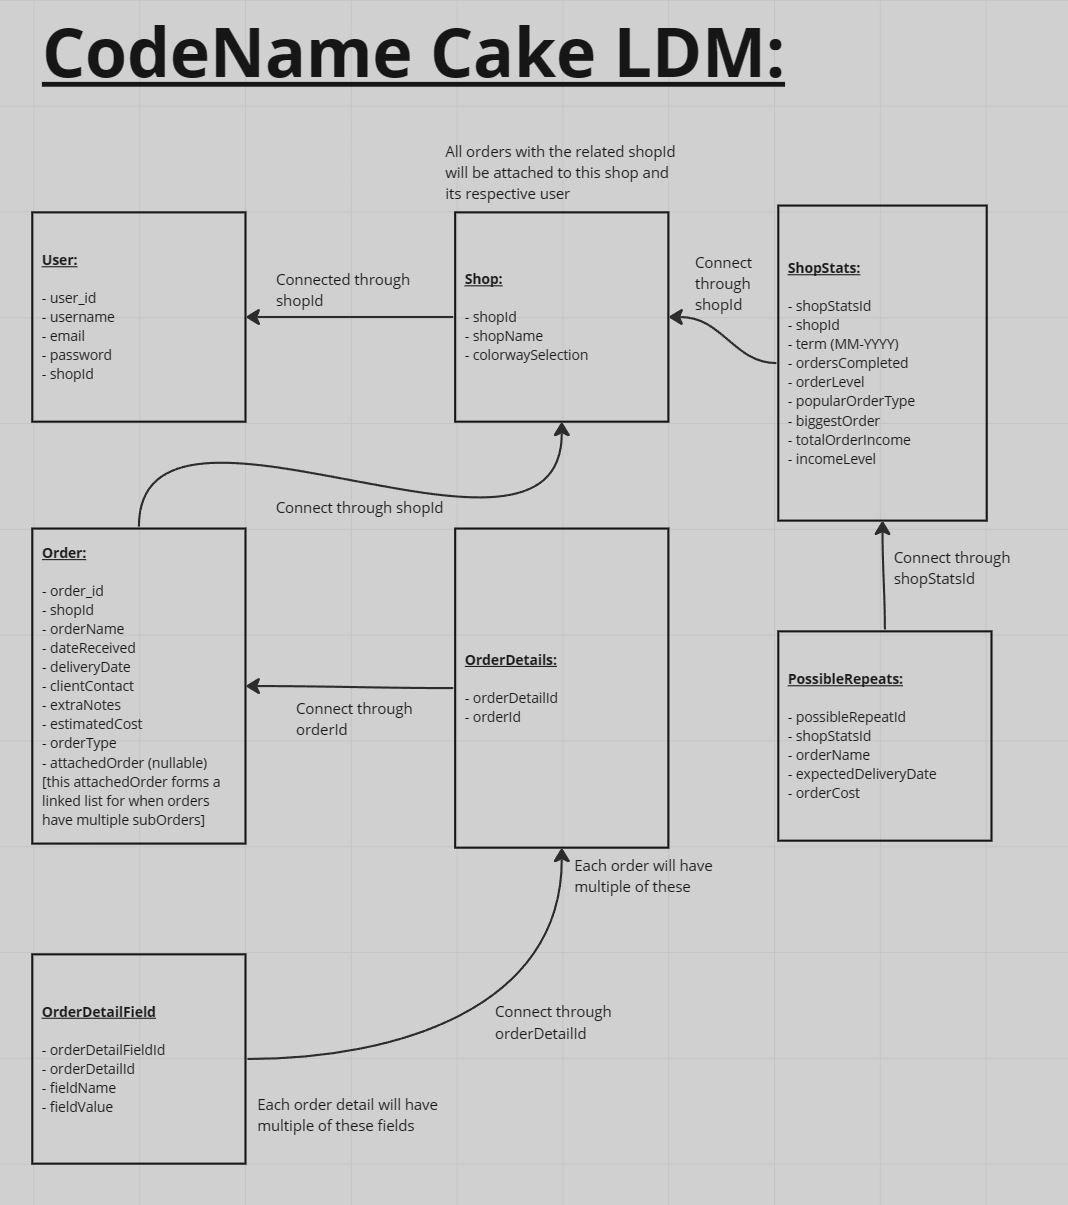 CodeName Cake LDM:
All orders with the related shopId
will be attached to this shop and
its respective user
User:
- user_id
- username
- email
- password
- shopId
Connected through
shopId
Shop:
- shopId
- shopName
- colorwaySelection
Connect
through
shopId
ShopStats:
- shopStatsId
- shopId
- term (MM-YYYY)
- ordersCompleted
- orderLevel
- popularOrderType
- biggestOrder
- totalOrderIncome
- incomeLevel
Connect through shopId
Order:
- order_id
- shopId
- orderName
- dateReceived
- deliveryDate
- clientContact
- extraNotes
- estimatedCost
- orderType
- attachedOrder (nullable)
[this attachedOrder forms a
linked list for when orders
have multiple subOrders]
Connect through
orderId
OrderDetails:
- orderDetailId
- orderId
Connect through
shopStatsId
PossibleRepeats:
- possibleRepeatId
- shopStatsId
- orderName
- expectedDeliveryDate
- orderCost
Each order will have
multiple of these
OrderDetailField
- orderDetailFieldId
- orderDetailId
- fieldName
- fieldValue
Connect through
orderDetailId
Each order detail will have
multiple of these fields